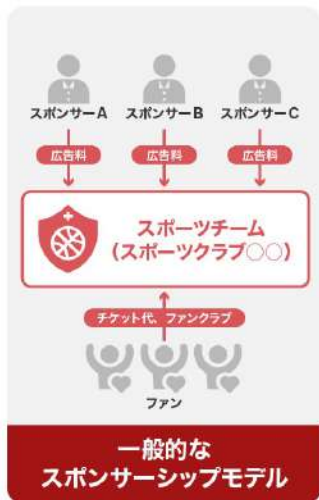 スポンサーA スポンサーB スポンサーC
広告料 広告料 広告料
スポーツチーム
(スポーツクラブ○○)
チケット代、ファンクラブ
ファン
一般的な
スポンサーシップモデル